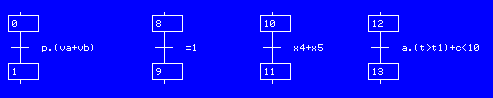 0 8 10 12
p.(va+vb) =1 x4+x5 a.(t>t1)+c<10
1 9 11 13